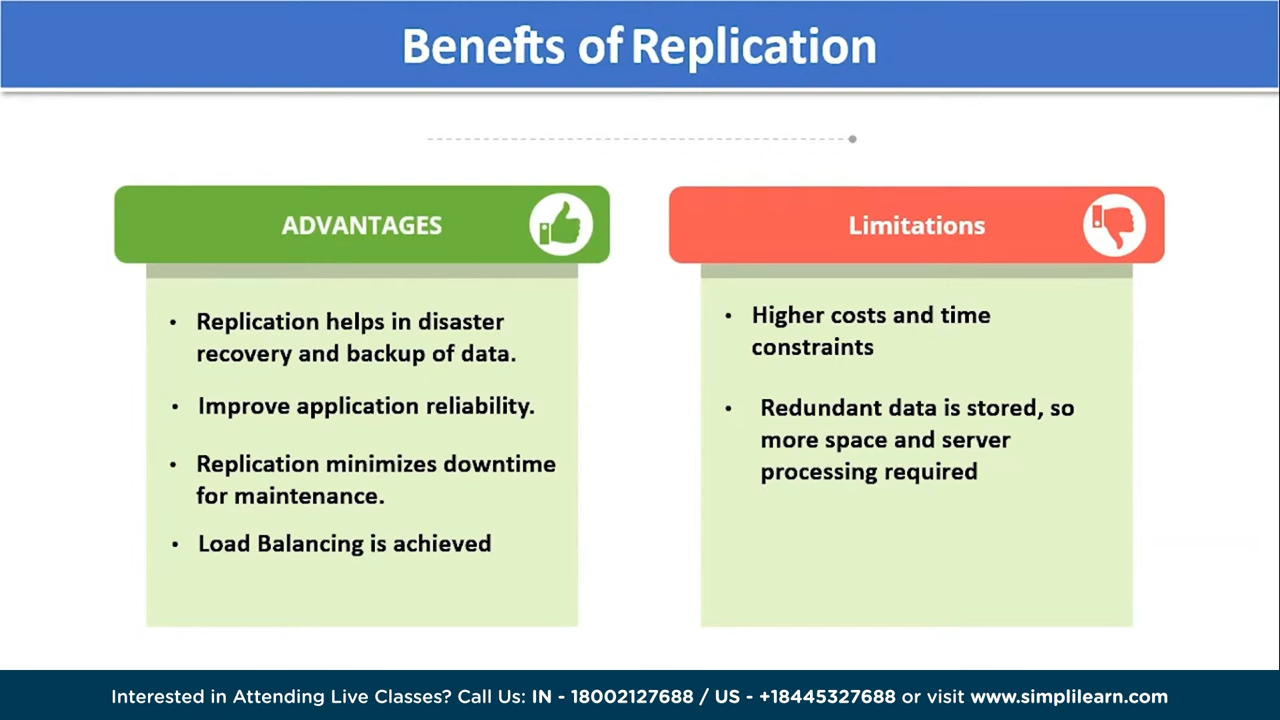 Benefits of Replication
ADVANTAGES
• Replication helps in disaster
recovery and backup of data.
• Improve application reliability.
• Replication minimizes downtime
for maintenance.
• Load Balancing is achieved
Limitations
• Higher costs and time
constraints
• Redundant data is stored, so
more space and server
processing required
Interested in Attending Live Classes? Call Us: IN - 18002127688 / US - +18445327688 or visit www.simplilearn.com